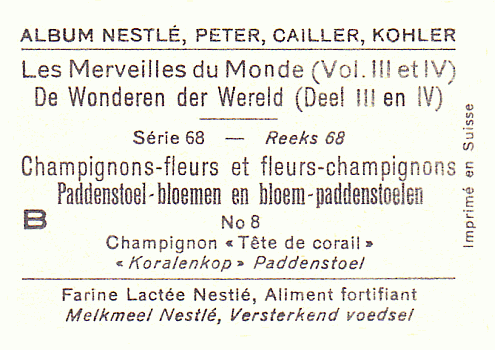 ALBUM NESTLÉ, PETER, CAILLER, KOHLER
Les Merveilles du Monde (Vol. III et IV)
De Wonderen der Wereld (Deel III en IV)
Série 68 — Reeks 68
Champignons-fleurs et fleurs-champignons
Paddenstoel-bloemen en bloem-paddenstoelen
B
No 8
Champignon « Tête de corail »
« Koralenkop » Paddenstoel
Farine Lactée Nestlé, Aliment fortifiant
Melkmeel Nestlé, Versterkend voedsel
Imprimé en Suisse